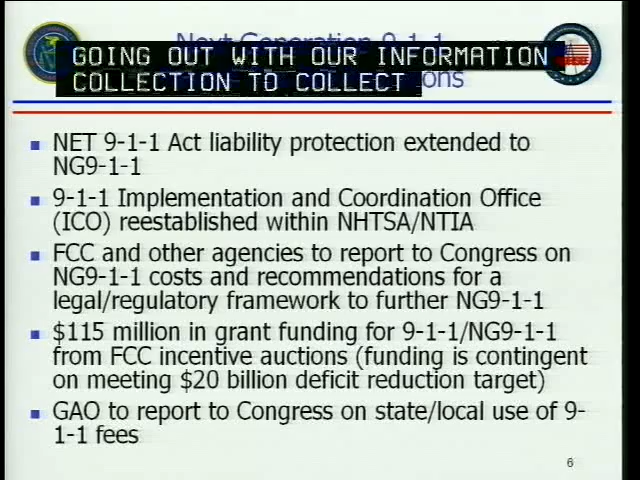 Next Generation 9-1-1
GOING OUT WITH OUR INFORMATION
COLLECTION TO COLLECT
NET 9-1-1 Act liability protection extended to
NG9-1-1
9-1-1 Implementation and Coordination Office
(ICO) reestablished within NHTSA/NTIA
FCC and other agencies to report to Congress on
NG9-1-1 costs and recommendations for a
legal/regulatory framework to further NG9-1-1
$115 million in grant funding for 9-1-1/NG9-1-1
from FCC incentive auctions (funding is contingent
on meeting $20 billion deficit reduction target)
GAO to report to Congress on state/local use of 9-
1-1 fees
6